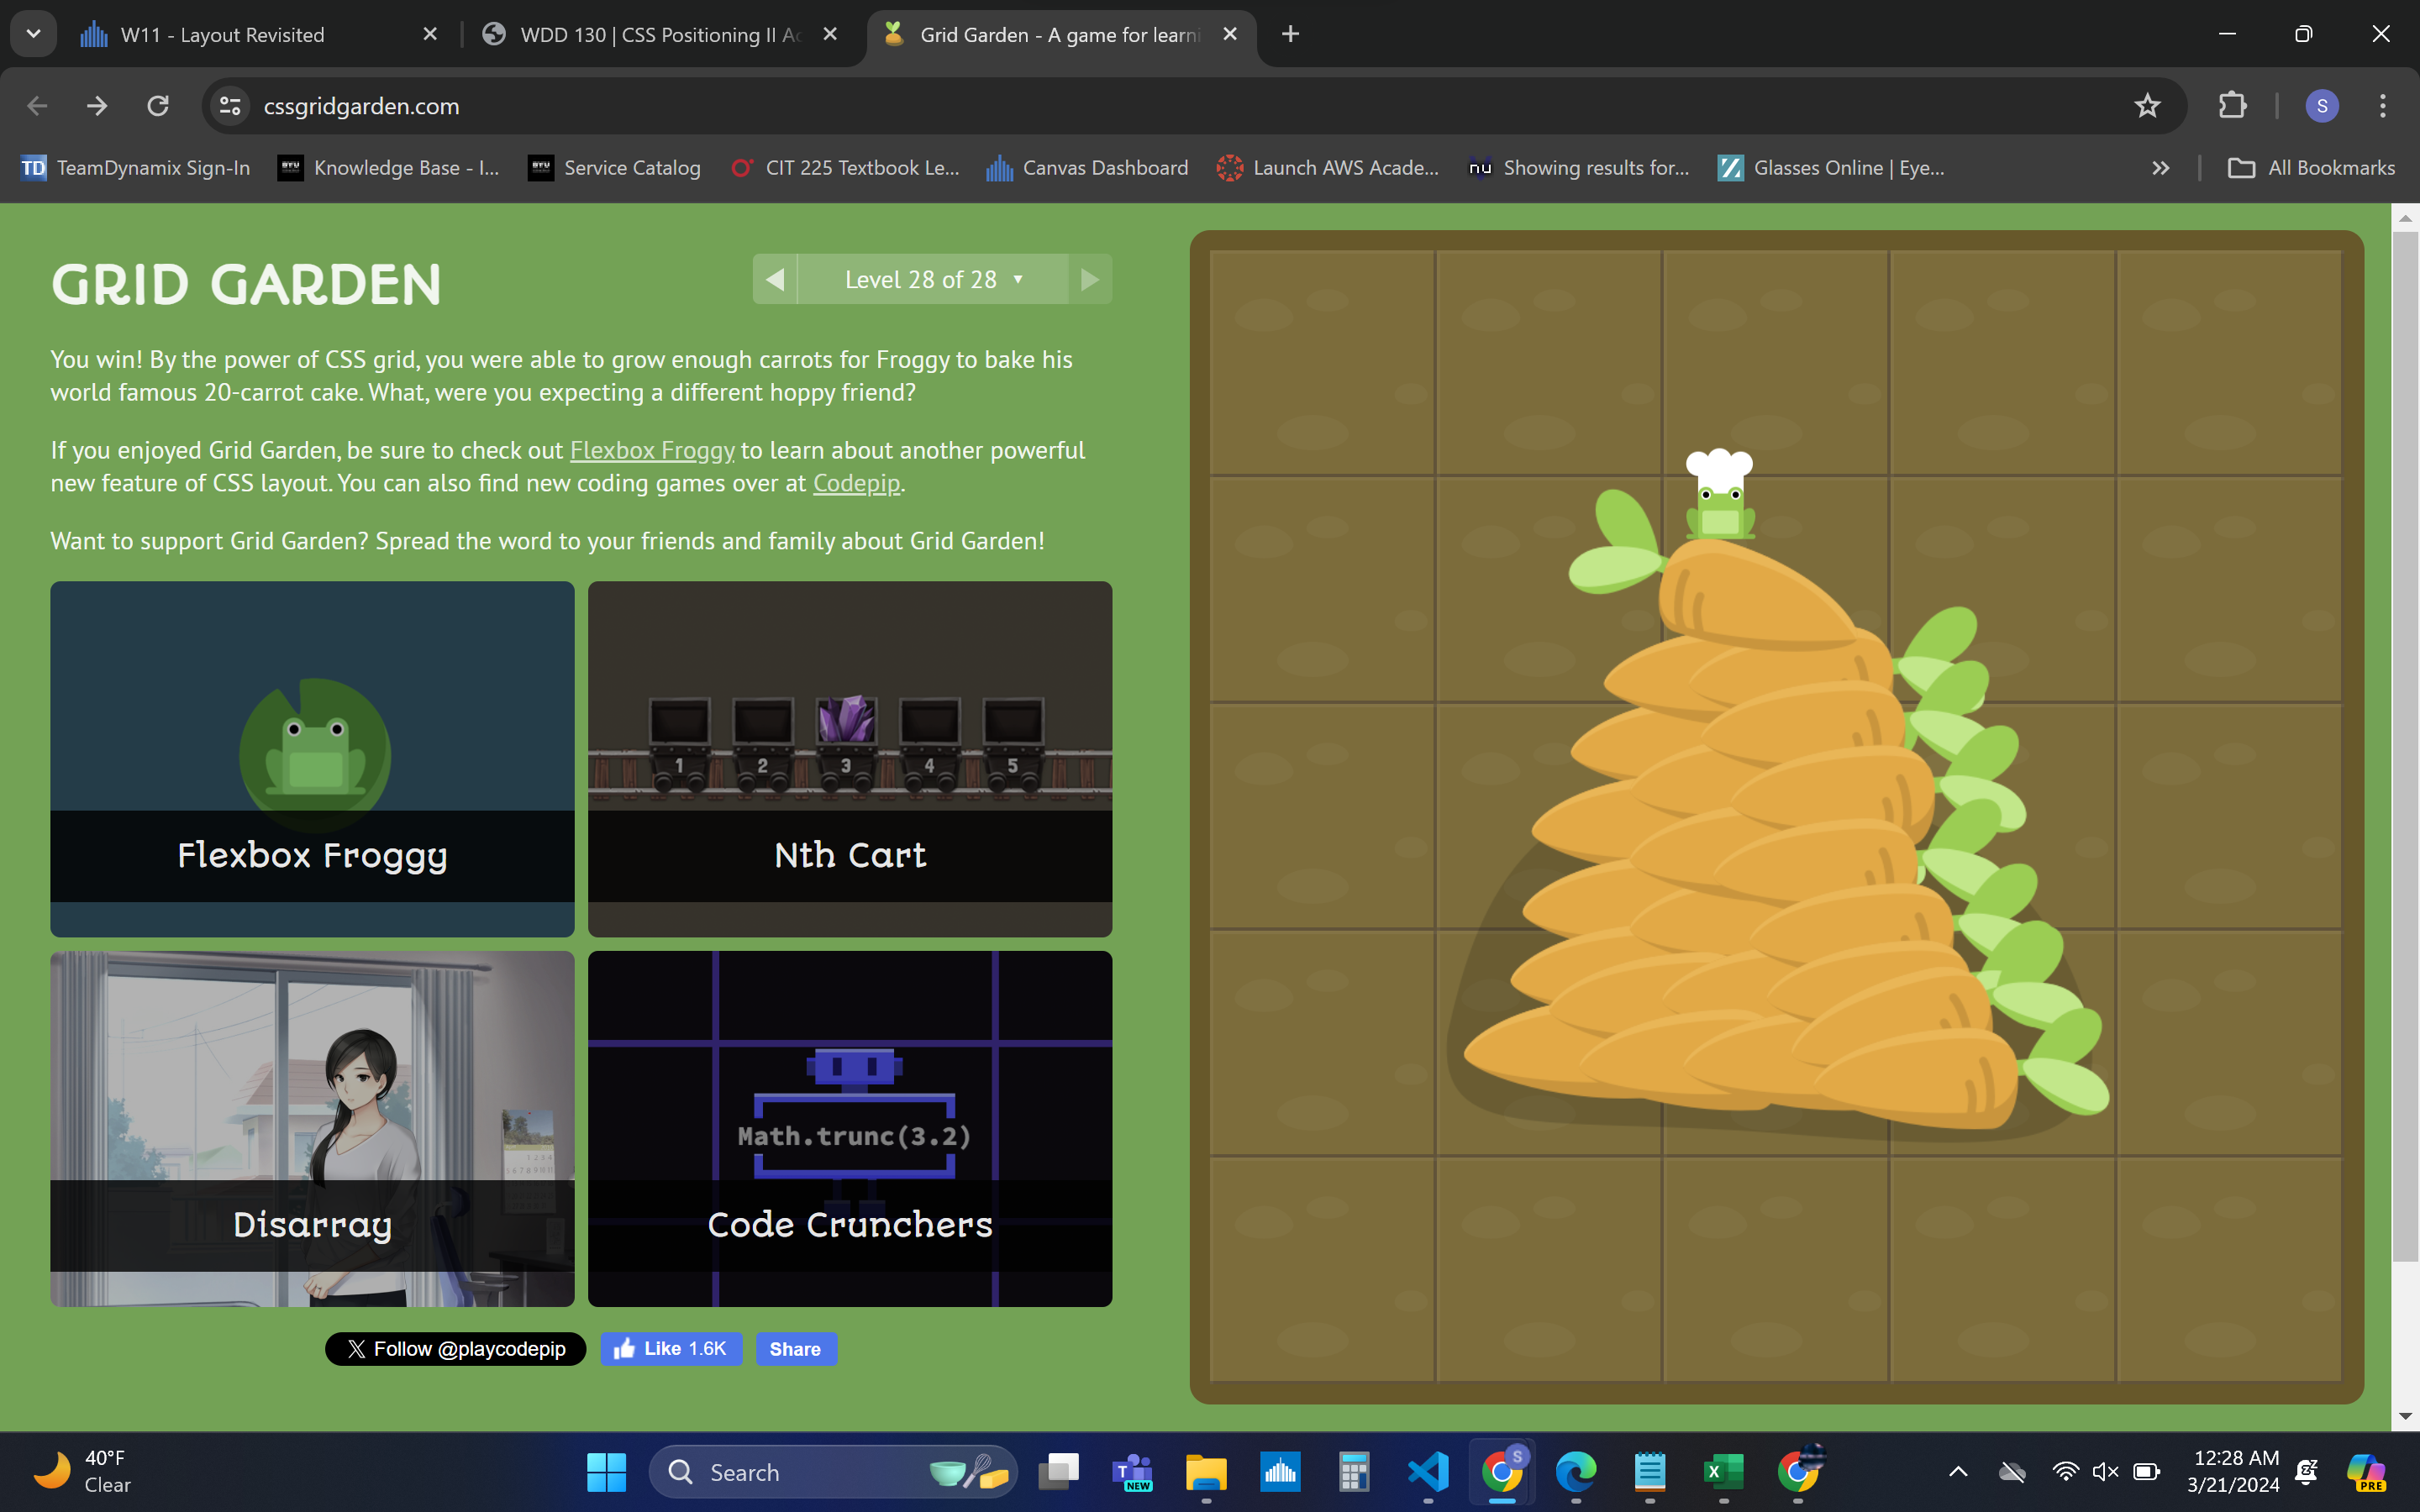 W11 - Layout Revisited
WDD 130 | CSS Positioning II Ac
Grid Garden - A game for learni
cssgridgarden.com
S
TD TeamDynamix Sign-In
Knowledge Base - I...
Service Catalog
CIT 225 Textbook Le...
Canvas Dashboard
Launch AWS Acade...
nu Showing results for...
Glasses Online | Eye...
All Bookmarks
GRID GARDEN
Level 28 of 28
You win! By the power of CSS grid, you were able to grow enough carrots for Froggy to bake his
world famous 20-carrot cake. What, were you expecting a different hoppy friend?
If you enjoyed Grid Garden, be sure to check out Flexbox Froggy to learn about another powerful
new feature of CSS layout. You can also find new coding games over at Codepip.
Want to support Grid Garden? Spread the word to your friends and family about Grid Garden!
1 2 3 4 5
Flexbox Froggy
Nth Cart
Math.trunc(3.2)
Disarray
Code Crunchers
Follow @playcodepip
Like 1.6K
Share
40°F
Clear
Search
T
NEW
X
S
12:28 AM
3/21/2024
PRE